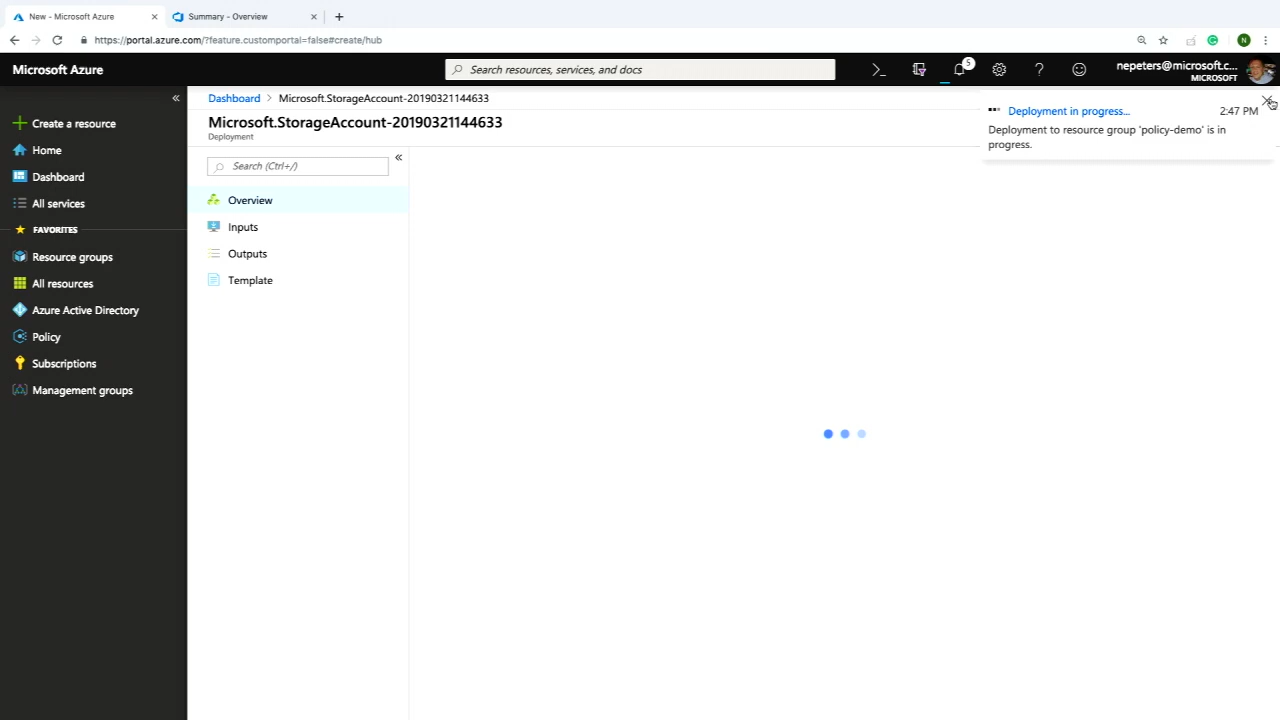 New - Microsoft Azure
Summary - Overview
https://portal.azure.com/?feature.customportal=false#create/hub
N
Microsoft Azure
Search resources, services, and docs
5
nepeters@microsoft.c...
MICROSOFT
Create a resource
Home
Dashboard
All services
FAVORITES
Resource groups
All resources
Azure Active Directory
Policy
Subscriptions
Management groups
Dashboard > Microsoft.StorageAccount-20190321144633
Microsoft.StorageAccount-20190321144633
Deployment
Search (Ctrl+/)
Overview
Inputs
Outputs
Template
Deployment in progress... 2:47 PM
Deployment to resource group 'policy-demo' is in
progress.